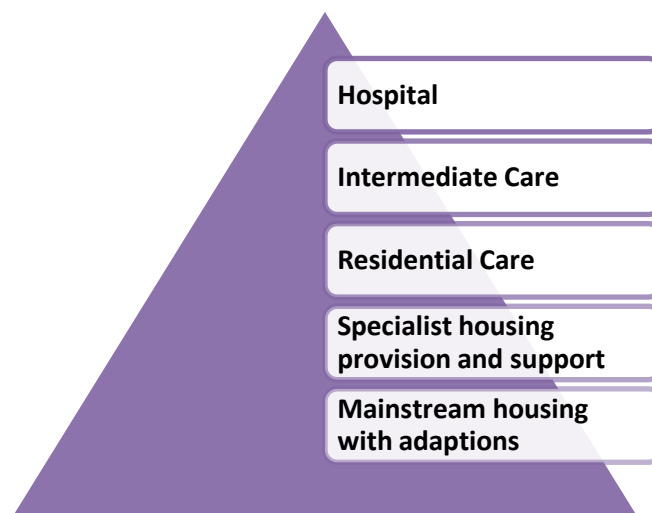 Hospital
Intermediate Care
Residential Care
Specialist housing
provision and support
Mainstream housing
with adaptions